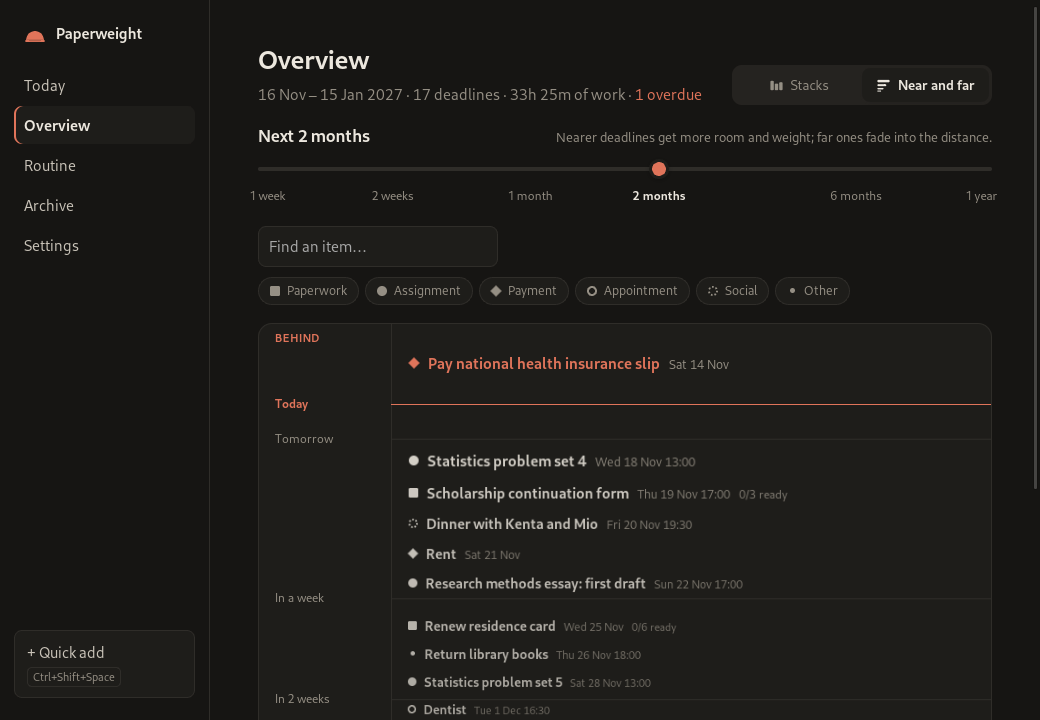 Paperweight
Today
Overview
Routine
Archive
Settings
+ Quick add
Ctrl+Shift+Space
Overview
16 Nov – 15 Jan 2027 · 17 deadlines · 33h 25m of work · 1 overdue
Stacks
Near and far
Next 2 months
Nearer deadlines get more room and weight; far ones fade into the distance.
1 week
2 weeks
1 month
2 months
6 months
1 year
Find an item…
Paperwork
Assignment
Payment
Appointment
Social
Other
BEHIND
Pay national health insurance slip Sat 14 Nov
Today
Tomorrow
Statistics problem set 4 Wed 18 Nov 13:00
Scholarship continuation form Thu 19 Nov 17:00 0/3 ready
Dinner with Kenta and Mio Fri 20 Nov 19:30
Rent Sat 21 Nov
Research methods essay: first draft Sun 22 Nov 17:00
In a week
Renew residence card Wed 25 Nov 0/6 ready
Return library books Thu 26 Nov 18:00
Statistics problem set 5 Sat 28 Nov 13:00
In 2 weeks
Dentist Tue 1 Dec 16:30